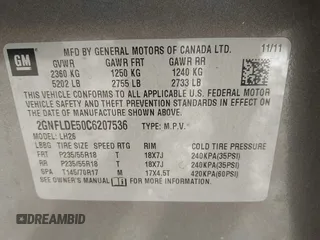 GM
MFD BY GENERAL MOTORS OF CANADA LTD.
11/11
GVWR GAWR FRT GAWR RR
2360 KG 1250 KG 1240 KG
5202 LB 2755 LB 2733 LB
THIS VEHICLE CONFORMS TO ALL APPLICABLE U.S. FEDERAL MOTOR
VEHICLE SAFETY AND THEFT PREVENTION STANDARDS IN
EFFECT ON THE DATE OF MANUFACTURE SHOWN ABOVE.
2GNFLDE50C6207536 TYPE: M.P.V.
MODEL: LH26
TIRE SIZE SPEED RTG RIM COLD TIRE PRESSURE
FRT P235/55R18 T 18X7J 240KPA(35PSI)
RR P235/55R18 T 18X7J 240KPA(35PSI)
SPA T145/70R17 M 17X4.5T 420KPA(60PSI)
SEE OWNER'S MANUAL FOR MORE INFORMATION.
DREAMBID